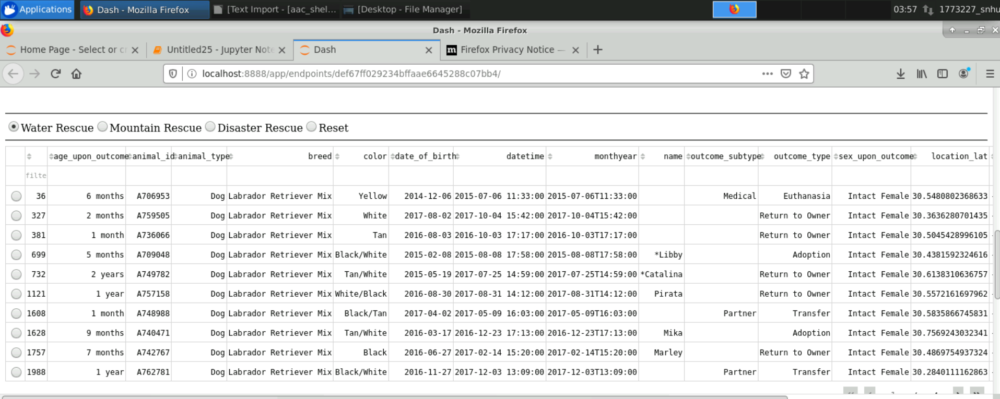 Applications Dash - Mozilla Firefox [Text Import - [aac_shel... [Desktop - File Manager] 03:57 1773227_snhu
Dash - Mozilla Firefox
Home Page - Select or cr Untitled25 - Jupyter Note Dash Firefox Privacy Notice —
localhost:8888/app/endpoints/def67ff029234bffaae6645288c07bb4/
Water Rescue Mountain Rescue Disaster Rescue Reset
age_upon_outcome animal_id animal_type breed color date_of_birth datetime monthyear name outcome_subtype outcome_type sex_upon_outcome location_lat
filte
36 6 months A706953 Dog Labrador Retriever Mix Yellow 2014-12-06 2015-07-06 11:33:00 2015-07-06T11:33:00 Medical Euthanasia Intact Female 30.5480802368633
327 2 months A759505 Dog Labrador Retriever Mix White 2017-08-02 2017-10-04 15:42:00 2017-10-04T15:42:00 Return to Owner Intact Female 30.3636280701435
381 1 month A736066 Dog Labrador Retriever Mix Tan 2016-08-03 2016-10-03 17:17:00 2016-10-03T17:17:00 Return to Owner Intact Female 30.5045428996105
699 5 months A709048 Dog Labrador Retriever Mix Black/White 2015-02-08 2015-08-08 17:58:00 2015-08-08T17:58:00 *Libby Adoption Intact Female 30.4381592324616
732 2 years A749782 Dog Labrador Retriever Mix Tan/White 2015-05-19 2017-07-25 14:59:00 2017-07-25T14:59:00 *Catalina Return to Owner Intact Female 30.6138310636757
1121 1 year A757158 Dog Labrador Retriever Mix White/Black 2016-08-30 2017-08-31 14:12:00 2017-08-31T14:12:00 Pirata Return to Owner Intact Female 30.5572161697962
1608 1 month A748988 Dog Labrador Retriever Mix Black/Tan 2017-04-02 2017-05-09 16:03:00 2017-05-09T16:03:00 Partner Transfer Intact Female 30.5835866745831
1628 9 months A740471 Dog Labrador Retriever Mix Tan/White 2016-03-17 2016-12-23 17:13:00 2016-12-23T17:13:00 Mika Adoption Intact Female 30.7569243032341
1757 7 months A742767 Dog Labrador Retriever Mix Black 2016-06-27 2017-02-14 15:20:00 2017-02-14T15:20:00 Marley Return to Owner Intact Female 30.4869754937324
1988 1 year A762781 Dog Labrador Retriever Mix Black/White 2016-11-27 2017-12-03 13:09:00 2017-12-03T13:09:00 Partner Transfer Intact Female 30.2840111162863